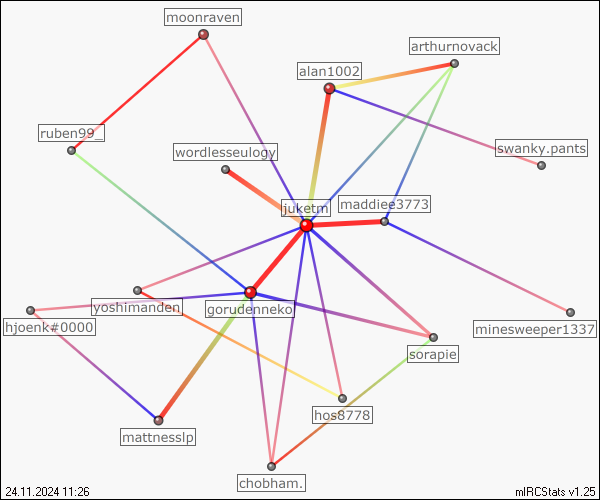 moonraven
arthurnovack
alan1002
ruben99_
wordlesseulogy
swanky.pants
juketm
maddiee3773
yoshimanden
gorudenneko
hjoenk#0000
minesweeper1337
sorapie
hos8778
mattnesslp
chobham.
24.11.2024 11:26
mIRCStats v1.25